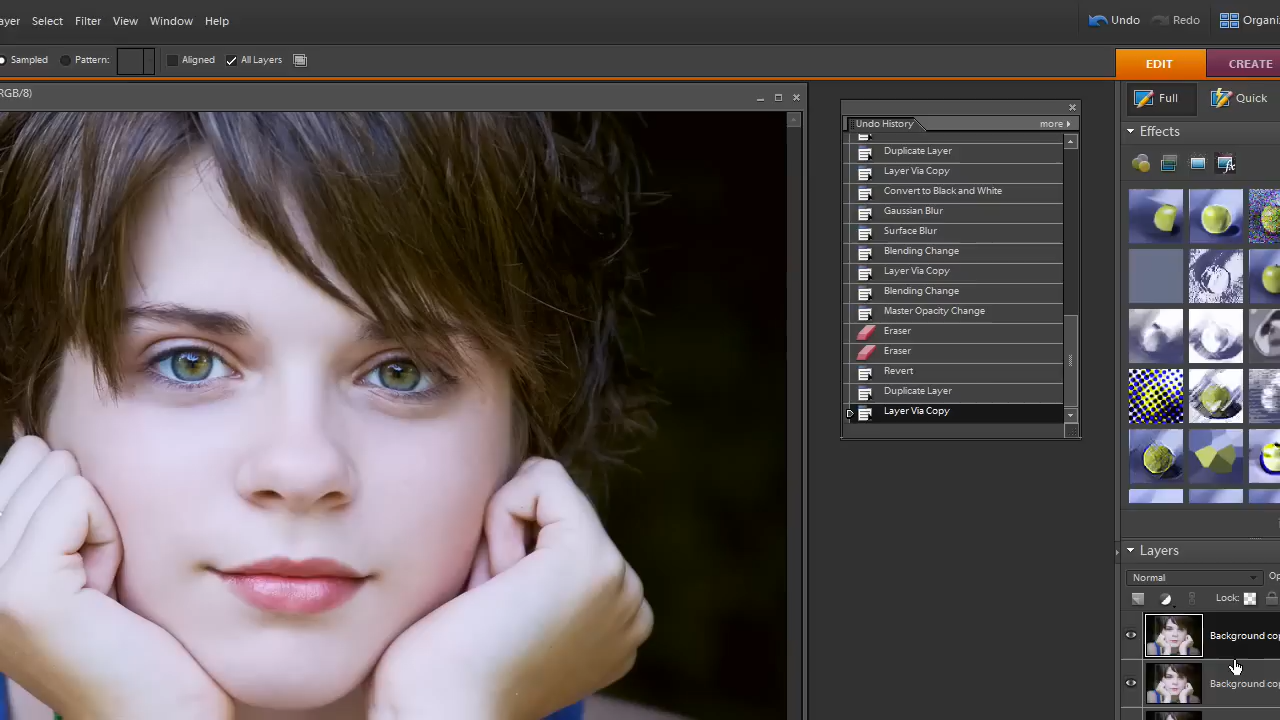 ayer Select Filter View Window Help Undo Redo Organi
Sampled Pattern: Aligned All Layers EDIT CREATE
RGB/8)
Full Quick
Undo History more
Effects
Duplicate Layer
Layer Via Copy
Convert to Black and White
Gaussian Blur
Surface Blur
Blending Change
Layer Via Copy
Blending Change
Master Opacity Change
Eraser
Eraser
Revert
Duplicate Layer
Layer Via Copy
Layers
Normal Op
Lock:
Background cop
Background cop